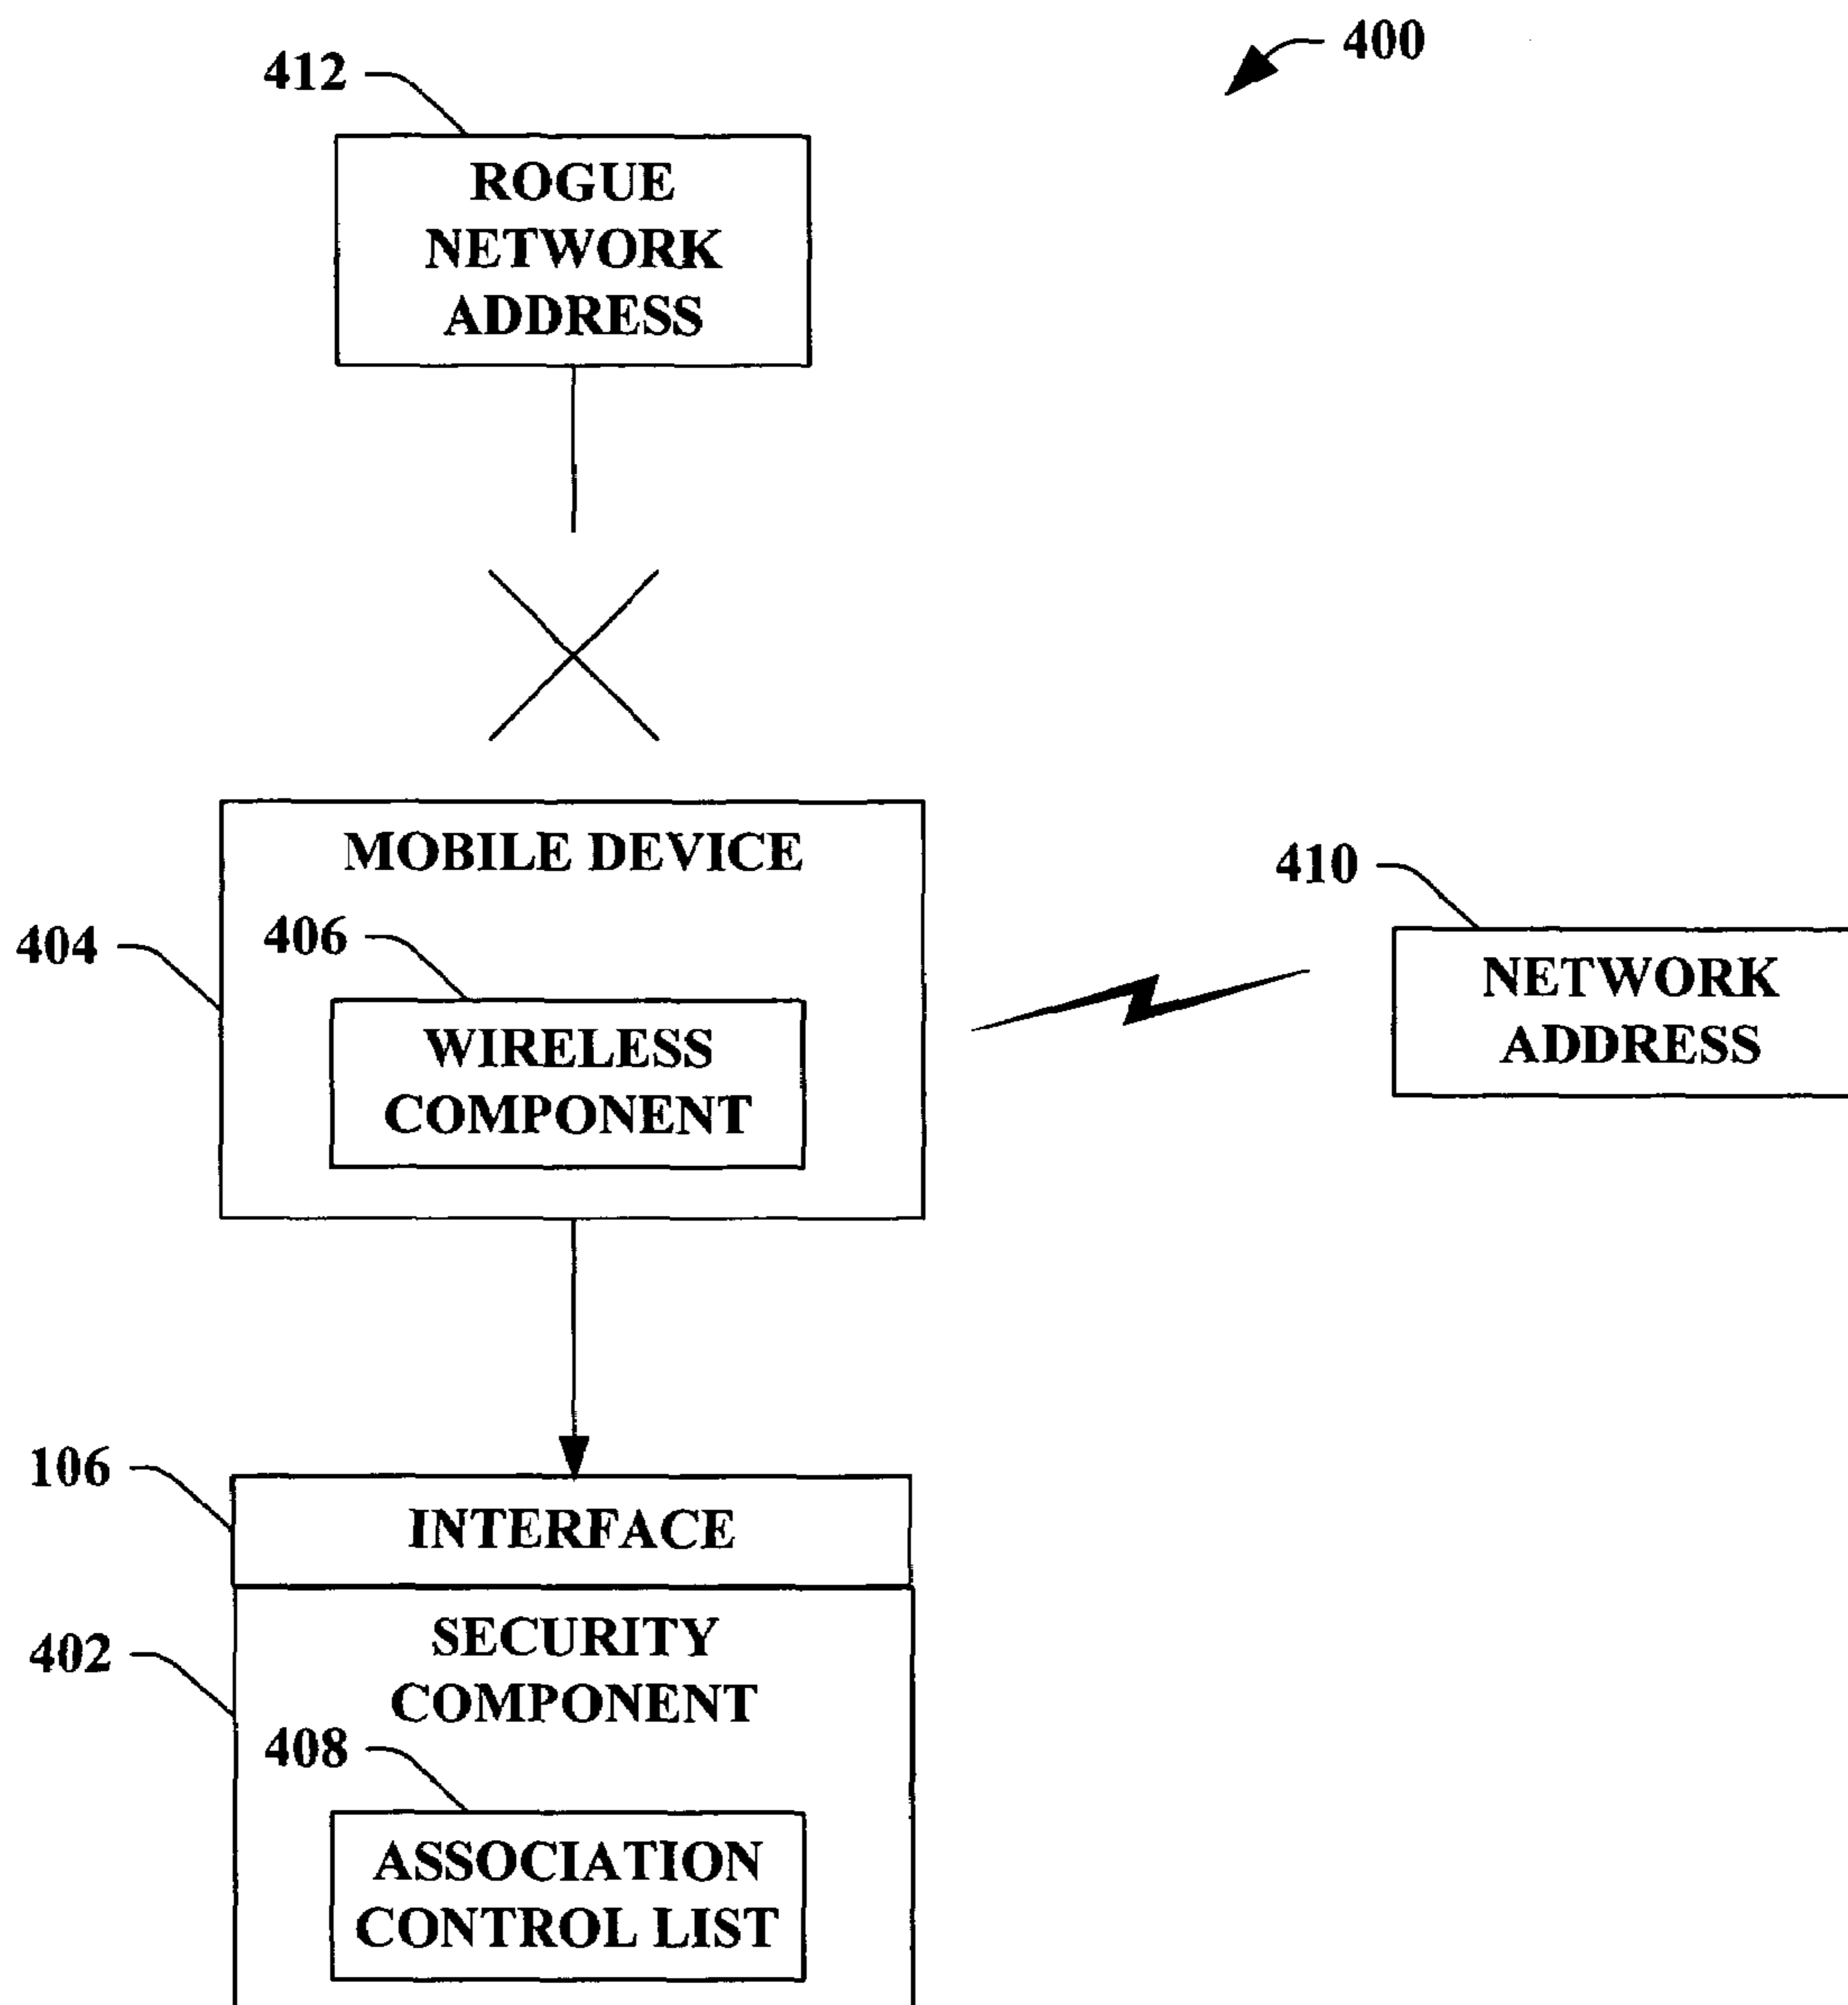 400
412
ROGUE
NETWORK
ADDRESS
MOBILE DEVICE
404
406
WIRELESS
COMPONENT
410
NETWORK
ADDRESS
106
INTERFACE
402
SECURITY
COMPONENT
408
ASSOCIATION
CONTROL LIST